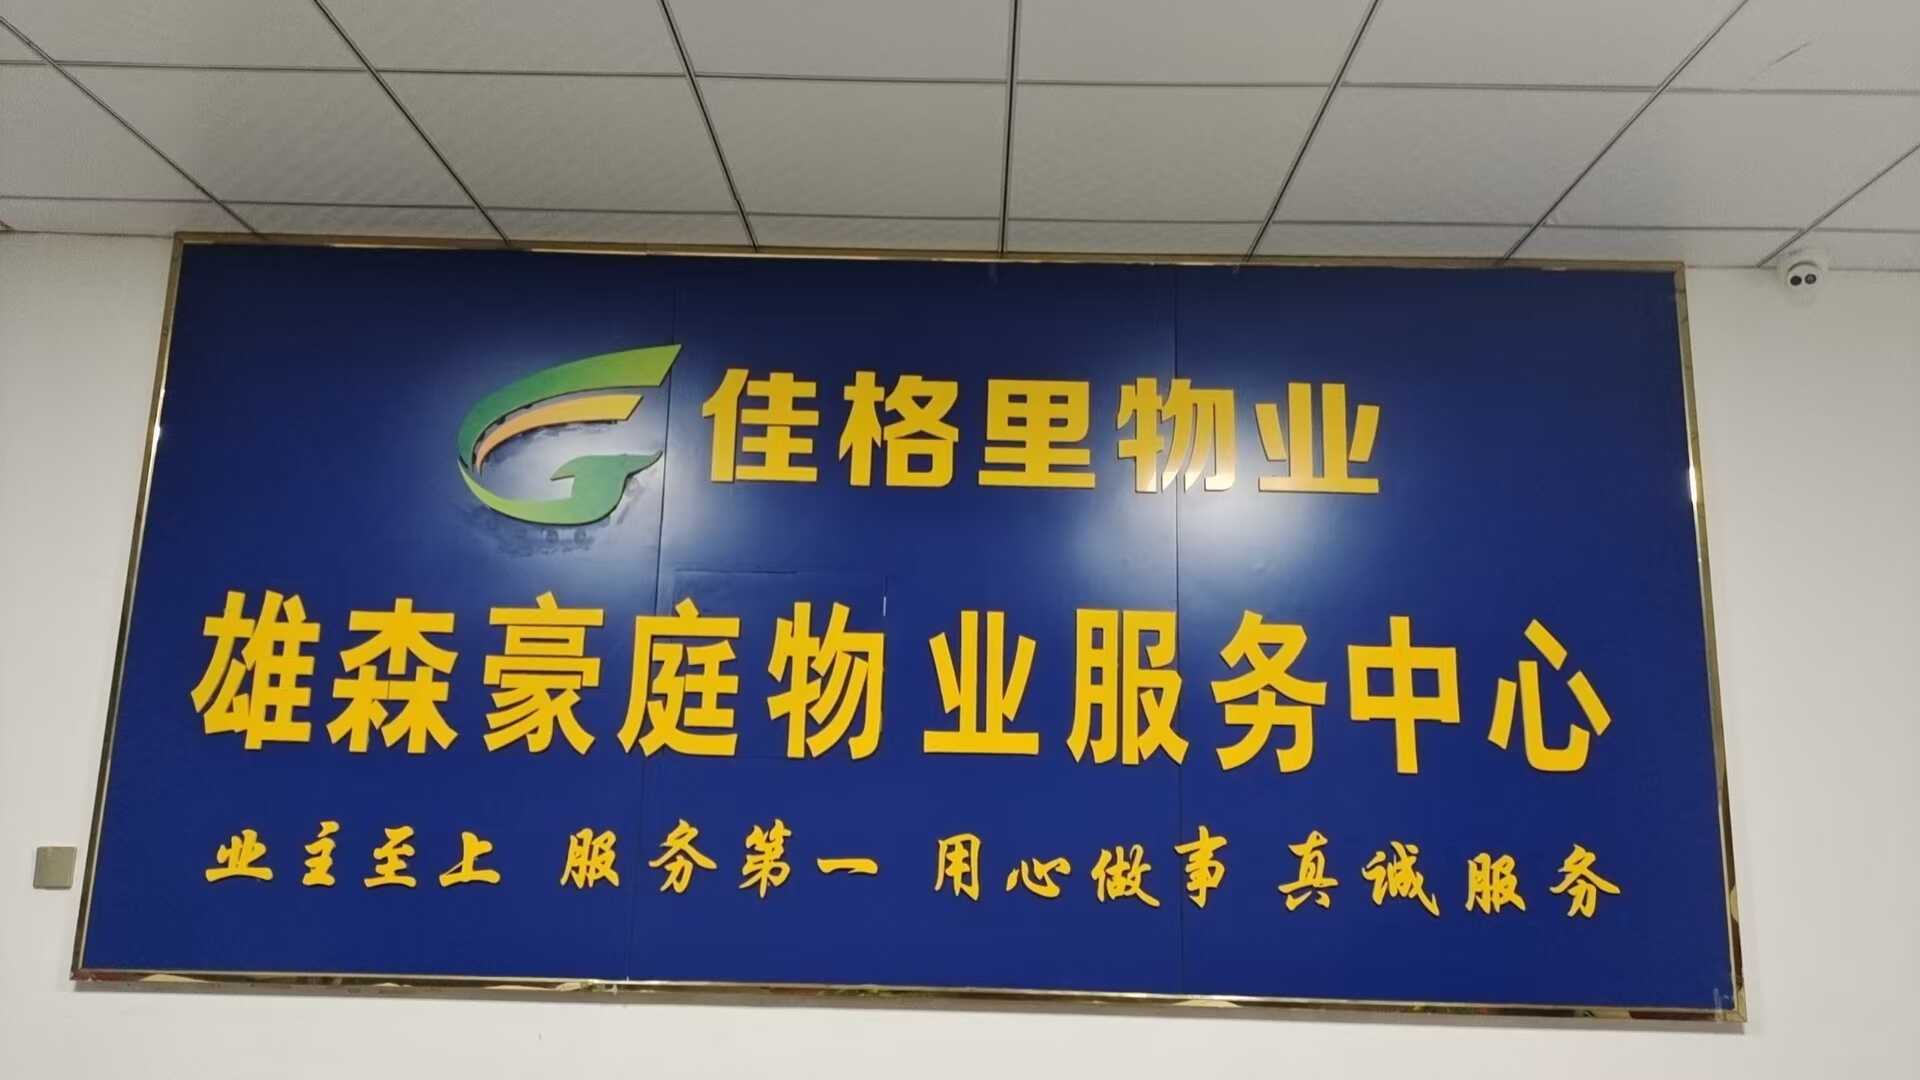 佳格里物业
雄森豪庭物业服务中心
业主至上 服务第一 用心做事 真诚服务